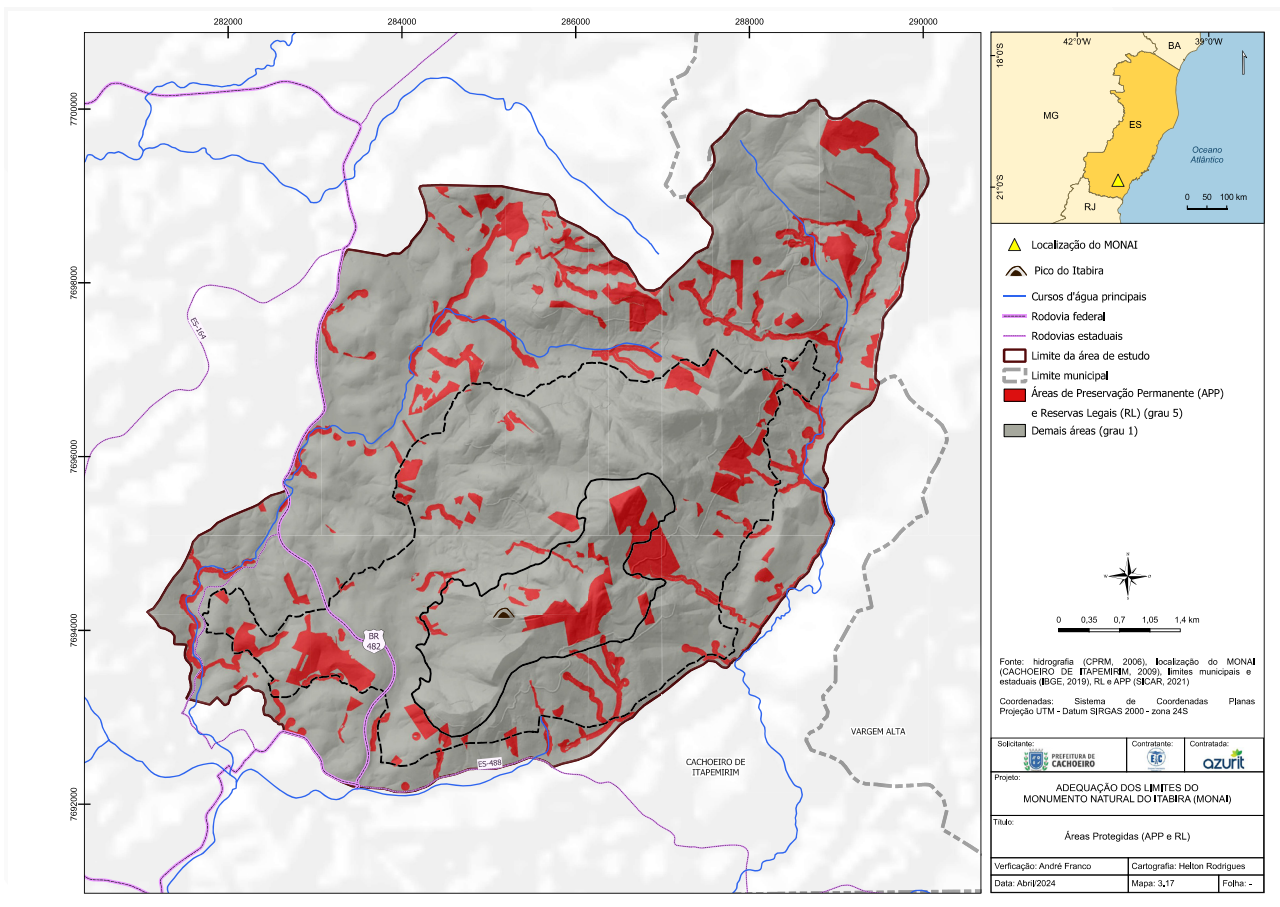 282000
284000
286000
288000
290000
7700000
7698000
7696000
7694000
7692000
ES-164
BR
482
ES-488
CACHOEIRO DE
ITAPEMIRIM
VARGEM ALTA
42°0'W
39°0'W
18°S
21°0'S
BA
MG
ES
RJ
Oceano
Atlântico
0 50 100 km
Localização do MONAI
Pico do Itabira
Cursos d'água principais
Rodovia federal
Rodovias estaduais
Limite da área de estudo
Limite municipal
Áreas de Preservação Permanente (APP)
e Reservas Legais (RL) (grau 5)
Demais áreas (grau 1)
0 0,35 0,7 1,05 1,4 km
Fonte: hidrografia (CPRM, 2006), localização do MONAI
(CACHOEIRO DE ITAPEMIRIM, 2009), limites municipais e
estaduais (IBGE, 2019), RL e APP (SICAR, 2021)
Coordenadas: Sistema de Coordenadas Planas
Projeção UTM - Datum SIRGAS 2000 - zona 24S
Solicitante:
PREFEITURA DE
CACHOEIRO
Contratante:
Contratada:
azurit
Projeto:
ADEQUAÇÃO DOS LIMITES DO
MONUMENTO NATURAL DO ITABIRA (MONAI)
Título:
Áreas Protegidas (APP e RL)
Verficação: André Franco
Cartografia: Helton Rodrigues
Data: Abril/2024
Mapa: 3.17
Folha: -